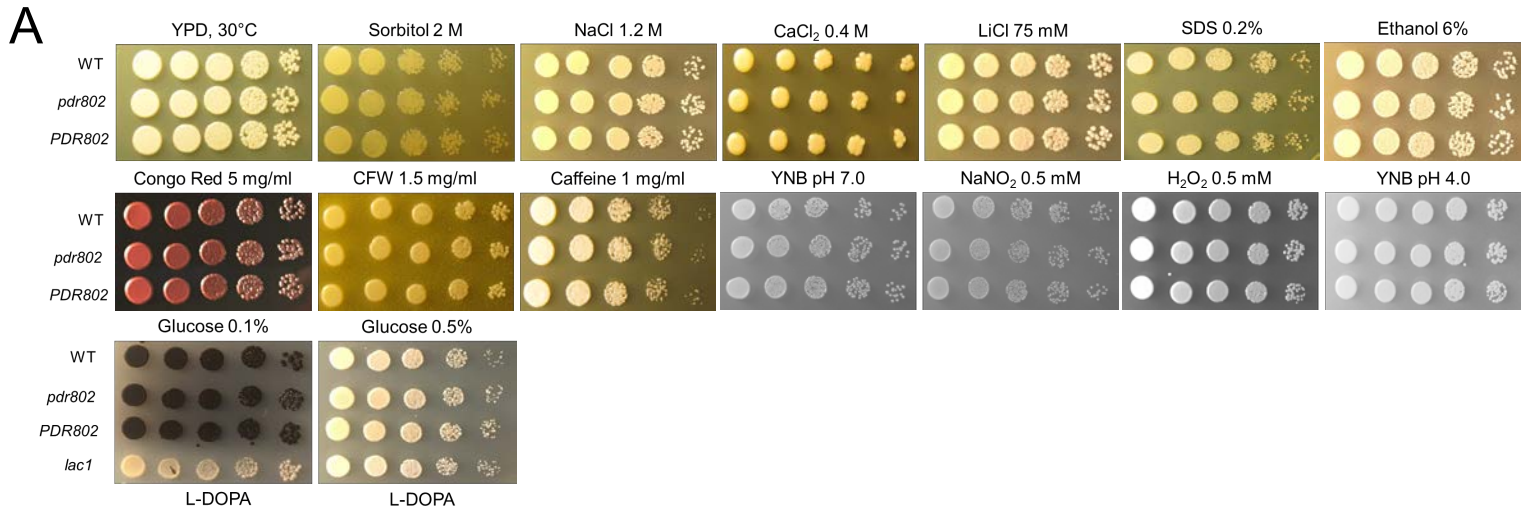 A
YPD, 30°C Sorbitol 2 M NaCl 1.2 M CaCl₂ 0.4 M LiCl 75 mM SDS 0.2% Ethanol 6%
WT
pdr802
PDR802
Congo Red 5 mg/ml CFW 1.5 mg/ml Caffeine 1 mg/ml YNB pH 7.0 NaNO₂ 0.5 mM H₂O₂ 0.5 mM YNB pH 4.0
WT
pdr802
PDR802
Glucose 0.1% Glucose 0.5%
WT
pdr802
PDR802
lac1
L-DOPA L-DOPA